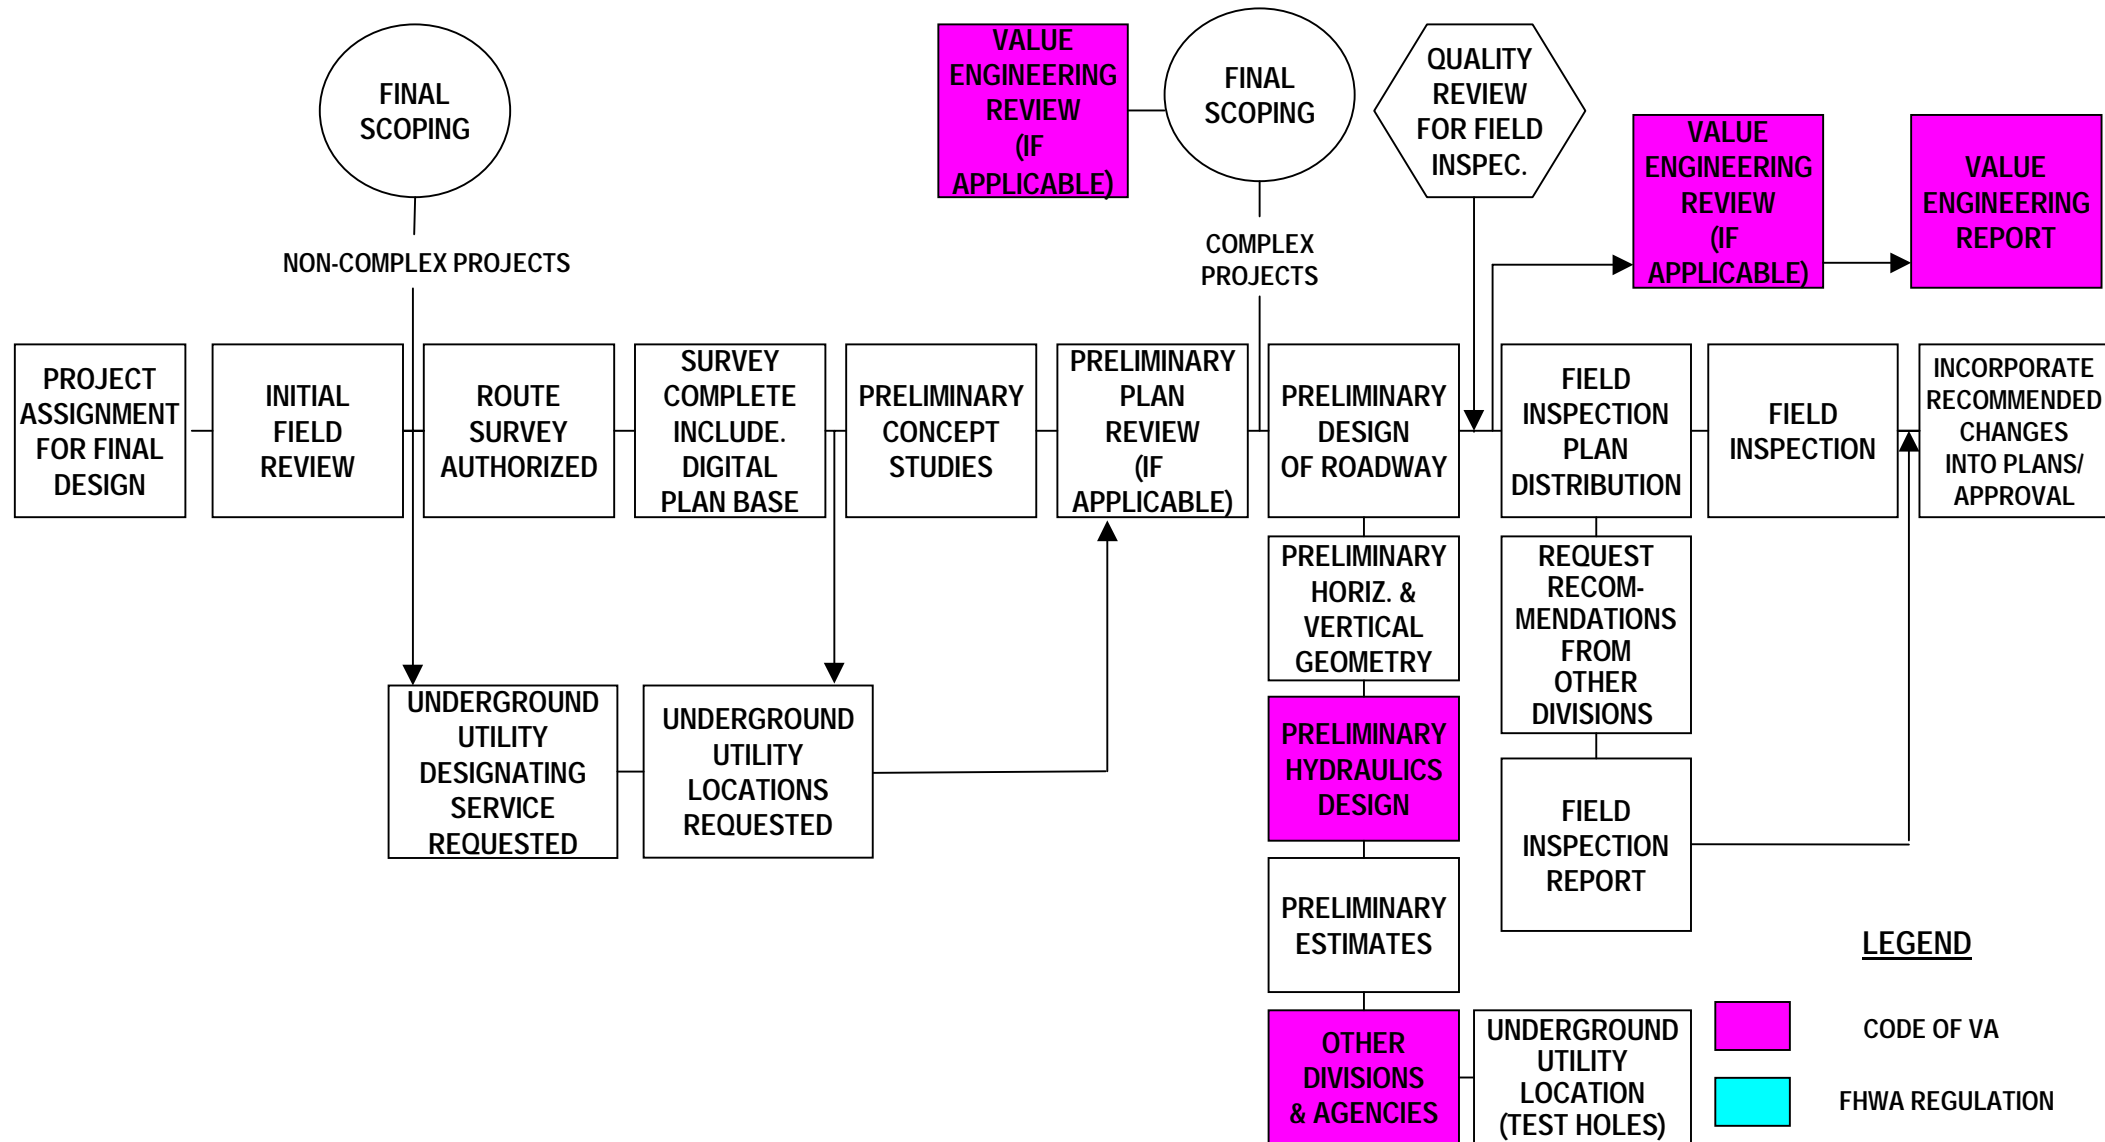 FINAL
SCOPING
VALUE
ENGINEERING
REVIEW
(IF
APPLICABLE)
FINAL
SCOPING
QUALITY
REVIEW
FOR FIELD
INSPEC.
VALUE
ENGINEERING
REVIEW
(IF
APPLICABLE)
VALUE
ENGINEERING
REPORT
NON-COMPLEX PROJECTS
COMPLEX
PROJECTS
PROJECT
ASSIGNMENT
FOR FINAL
DESIGN
INITIAL
FIELD
REVIEW
ROUTE
SURVEY
AUTHORIZED
SURVEY
COMPLETE
INCLUDE.
DIGITAL
PLAN BASE
PRELIMINARY
CONCEPT
STUDIES
PRELIMINARY
PLAN
REVIEW
(IF
APPLICABLE)
PRELIMINARY
DESIGN
OF ROADWAY
FIELD
INSPECTION
PLAN
DISTRIBUTION
FIELD
INSPECTION
INCORPORATE
RECOMMENDED
CHANGES
INTO PLANS/
APPROVAL
UNDERGROUND
UTILITY
DESIGNATING
SERVICE
REQUESTED
UNDERGROUND
UTILITY
LOCATIONS
REQUESTED
PRELIMINARY
HORIZ. &
VERTICAL
GEOMETRY
REQUEST
RECOM-
MENDATIONS
FROM
OTHER
DIVISIONS
PRELIMINARY
HYDRAULICS
DESIGN
FIELD
INSPECTION
REPORT
PRELIMINARY
ESTIMATES
OTHER
DIVISIONS
& AGENCIES
UNDERGROUND
UTILITY
LOCATION
(TEST HOLES)
LEGEND
CODE OF VA
FHWA REGULATION